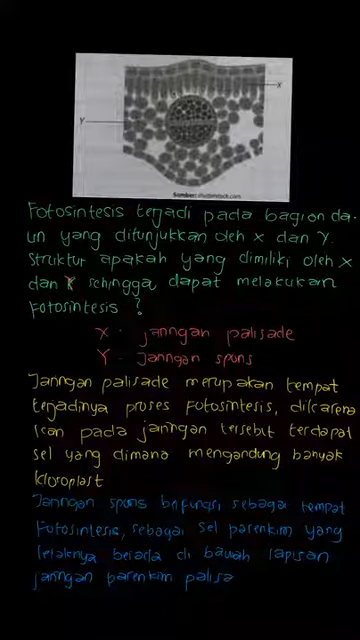 X
Y
Sumber: shutterstock.com
Fotosintesis terjadi pada bagian da-
un yang ditunjukkan oleh X dan Y.
Struktur apakah yang dimiliki oleh X
dan Y sehingga dapat melakukan
Fotosintesis ?
X - Jaringan palisade
Y - Jaringan spons
Jaringan palisade merupakan tempat
terjadinya proses Fotosintesis, dikarena
kan pada jaringan tersebut terdapat
sel yang dimana mengandung banyak
kloroplast
Jaringan spons berfungsi sebagai tempat
Fotosintesis, sebagai sel parenkim yang
letaknya berada di bawah lapisan
jaringan parenkim palisa